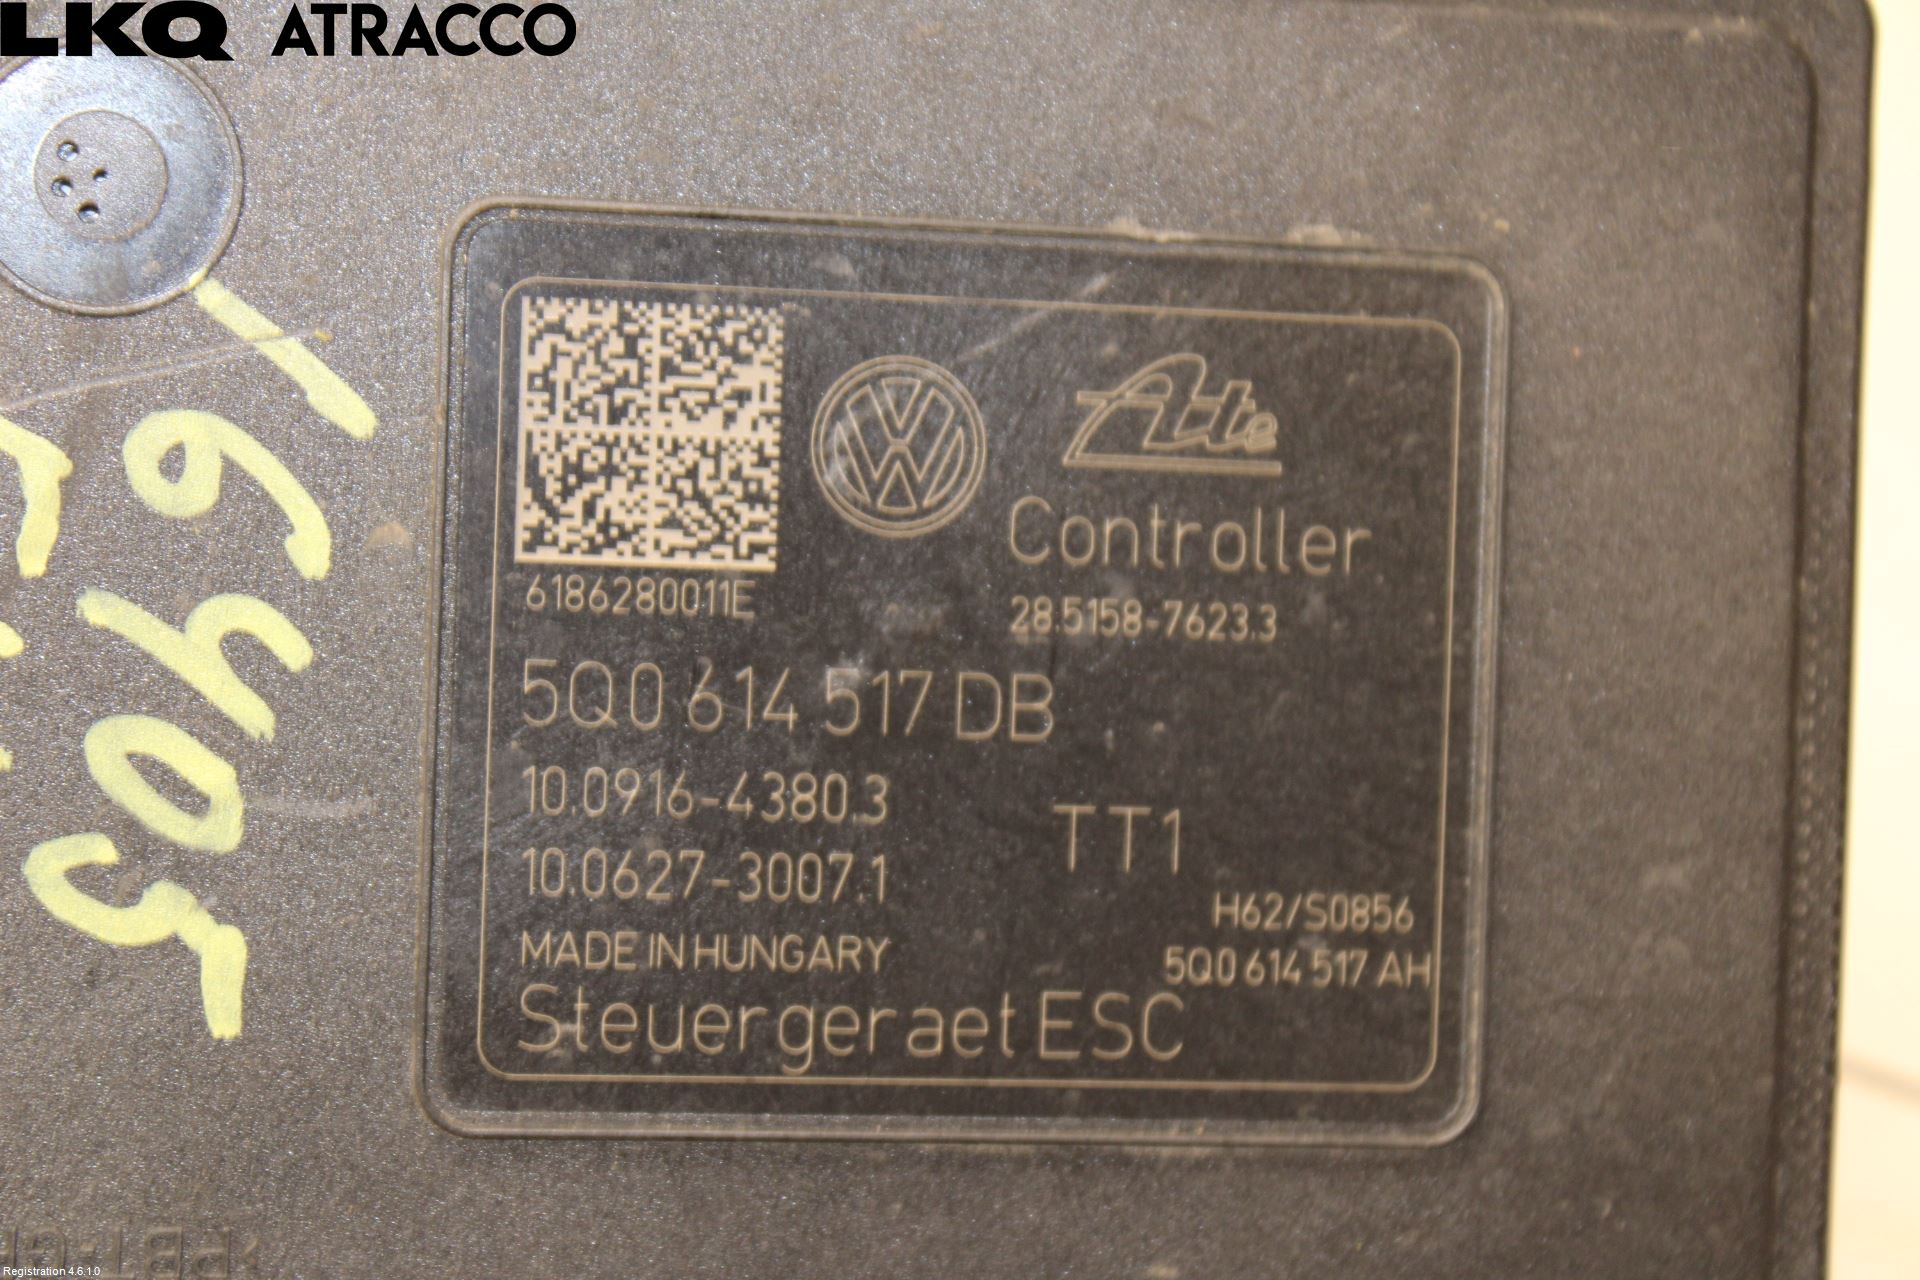 LKQ ATRACCO
16405
Ate
Controller
6186280011E
28.5158-7623.3
5Q0 614 517 DB
10.0916-4380.3
TT1
10.0627-3007.1
H62/S0856
MADE IN HUNGARY
5Q0 614 517 AH
Steuergeraet ESC
Registration 4.6.1.0